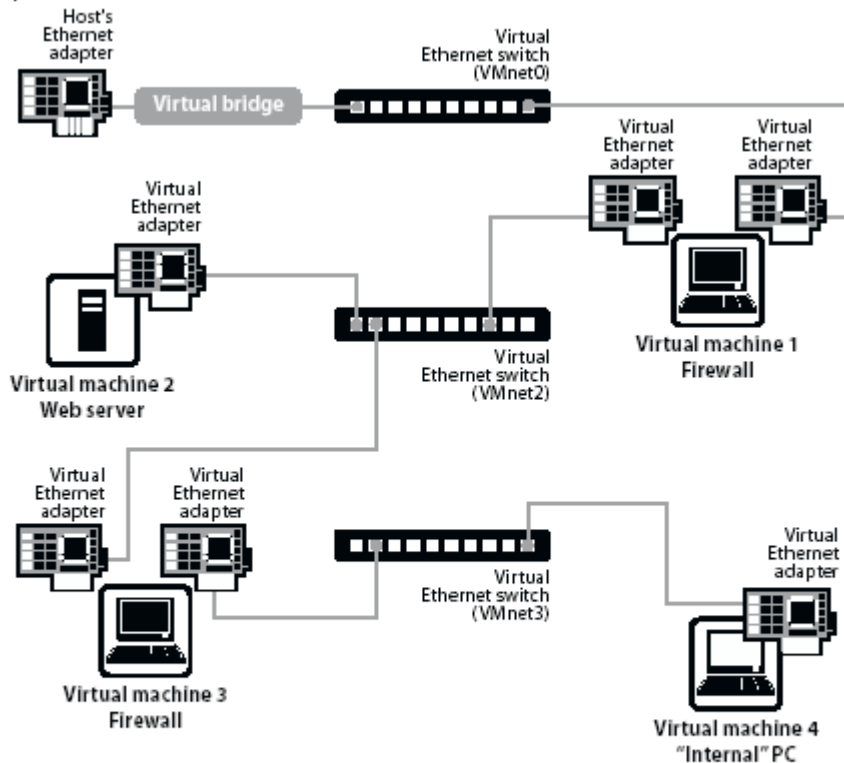 Host's
Ethernet
adapter
Virtual bridge
Virtual
Ethernet switch
(VMnet0)
Virtual
Ethernet
adapter
Virtual
Ethernet
adapter
Virtual machine 1
Firewall
Virtual
Ethernet
adapter
Virtual machine 2
Web server
Virtual
Ethernet switch
(VMnet2)
Virtual
Ethernet
adapter
Virtual
Ethernet
adapter
Virtual machine 3
Firewall
Virtual
Ethernet switch
(VMnet3)
Virtual
Ethernet
adapter
Virtual machine 4
"Internal" PC